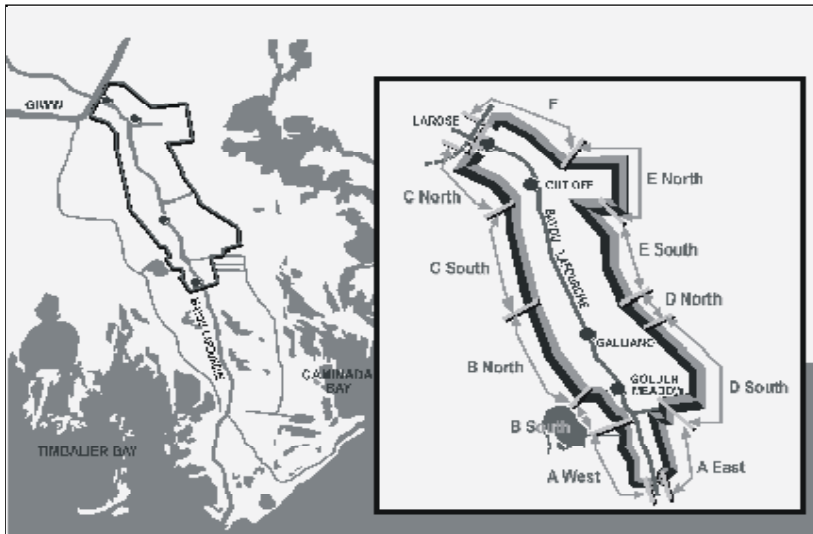 GIWW
BAYOU LAFOURCHE
CAMINADA
BAY
TIMBALIER BAY
F
LAROSE
CUT OFF
E North
C North
BAYOU LAFOURCHE
E South
C South
D North
GALLIANO
B North
MEADOW
D South
B South
A West
A East